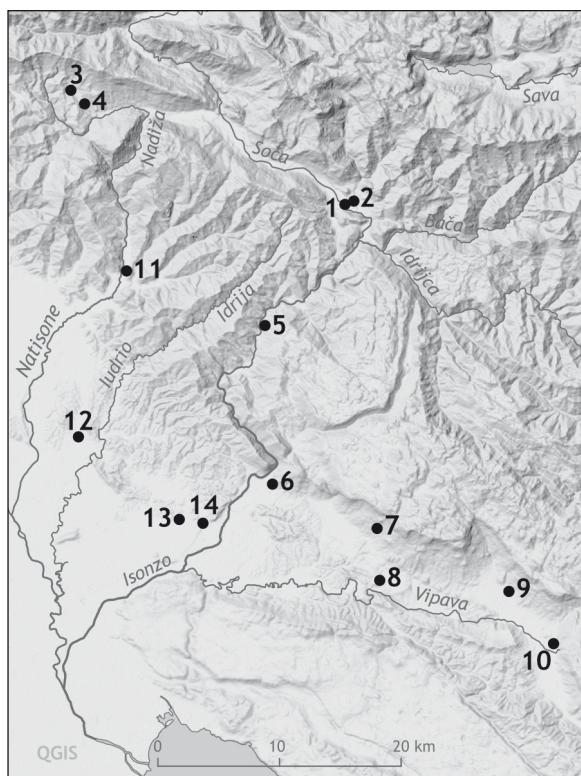 Sava
3
4
Nadiža
Soča
1
2
Bača
Idrijca
11
Idrija
5
Natisone
Iudrio
12
6
13
14
7
Isonzo
8
Vipava
9
10
QGIS
0 10 20 km